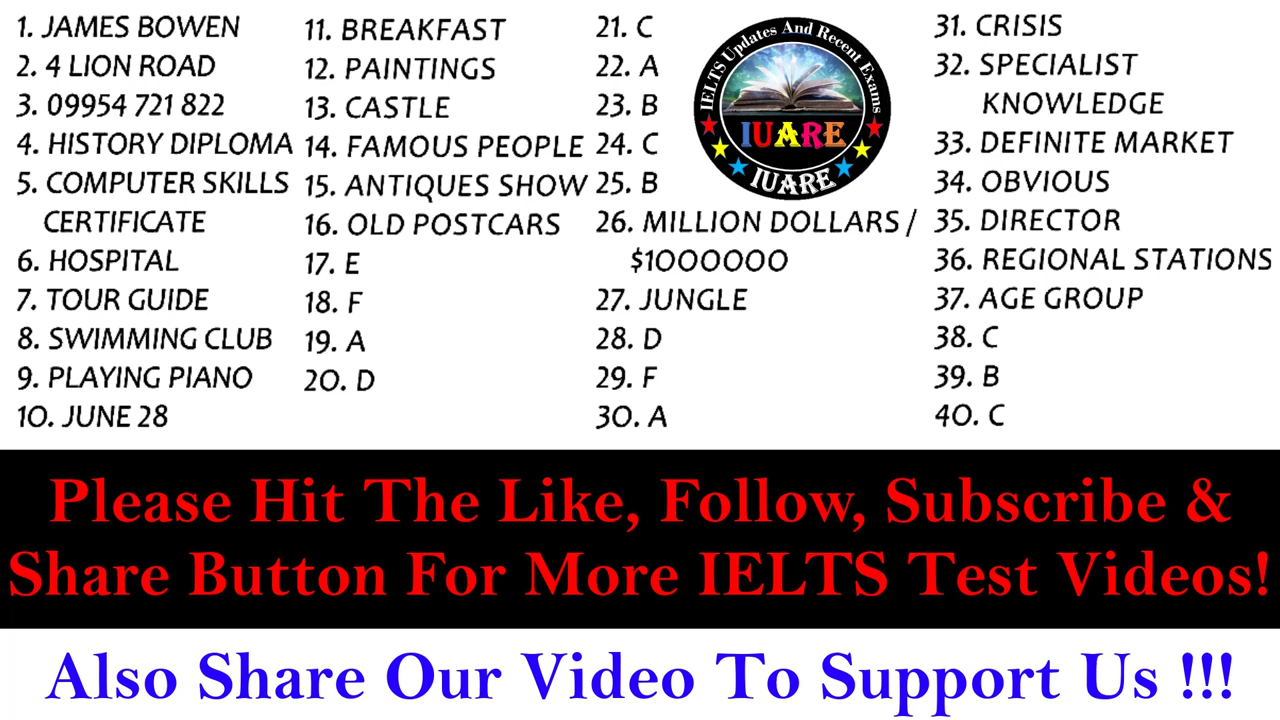 1. JAMES BOWEN
2. 4 LION ROAD
3. 09954 721 822
4. HISTORY DIPLOMA
5. COMPUTER SKILLS
CERTIFICATE
6. HOSPITAL
7. TOUR GUIDE
8. SWIMMING CLUB
9. PLAYING PIANO
10. JUNE 28
11. BREAKFAST
12. PAINTINGS
13. CASTLE
14. FAMOUS PEOPLE
15. ANTIQUES SHOW
16. OLD POSTCARS
17. E
18. F
19. A
20. D
21. C
22. A
23. B
24. C
25. B
26. MILLION DOLLARS /
$1000000
27. JUNGLE
28. D
29. F
30. A
IELTS Updates And Recent Exams
IUARE
IUARE
31. CRISIS
32. SPECIALIST
KNOWLEDGE
33. DEFINITE MARKET
34. OBVIOUS
35. DIRECTOR
36. REGIONAL STATIONS
37. AGE GROUP
38. C
39. B
40. C
Please Hit The Like, Follow, Subscribe &
Share Button For More IELTS Test Videos!
Also Share Our Video To Support Us !!!